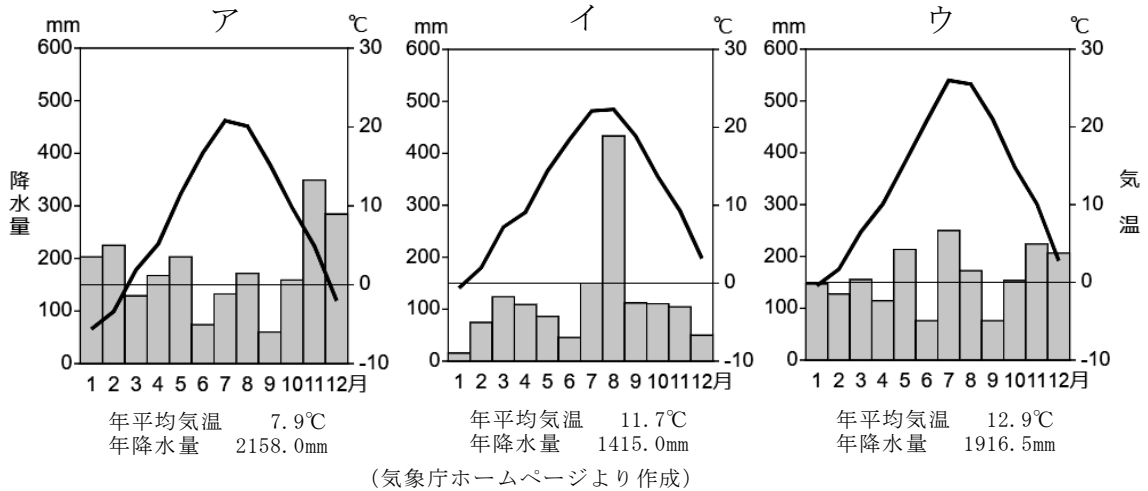 ア
イ
ウ
mm
℃
600
500
400
300
200
100
0
30
20
10
0
-10
降水量
1 2 3 4 5 6 7 8 9 10 11 12月
年平均気温 7.9℃
年降水量 2158.0mm
mm
℃
600
500
400
300
200
100
0
30
20
10
0
-10
1 2 3 4 5 6 7 8 9 10 11 12月
年平均気温 11.7℃
年降水量 1415.0mm
mm
℃
600
500
400
300
200
100
0
30
20
10
0
-10
気温
1 2 3 4 5 6 7 8 9 10 11 12月
年平均気温 12.9℃
年降水量 1916.5mm
(気象庁ホームページより作成)